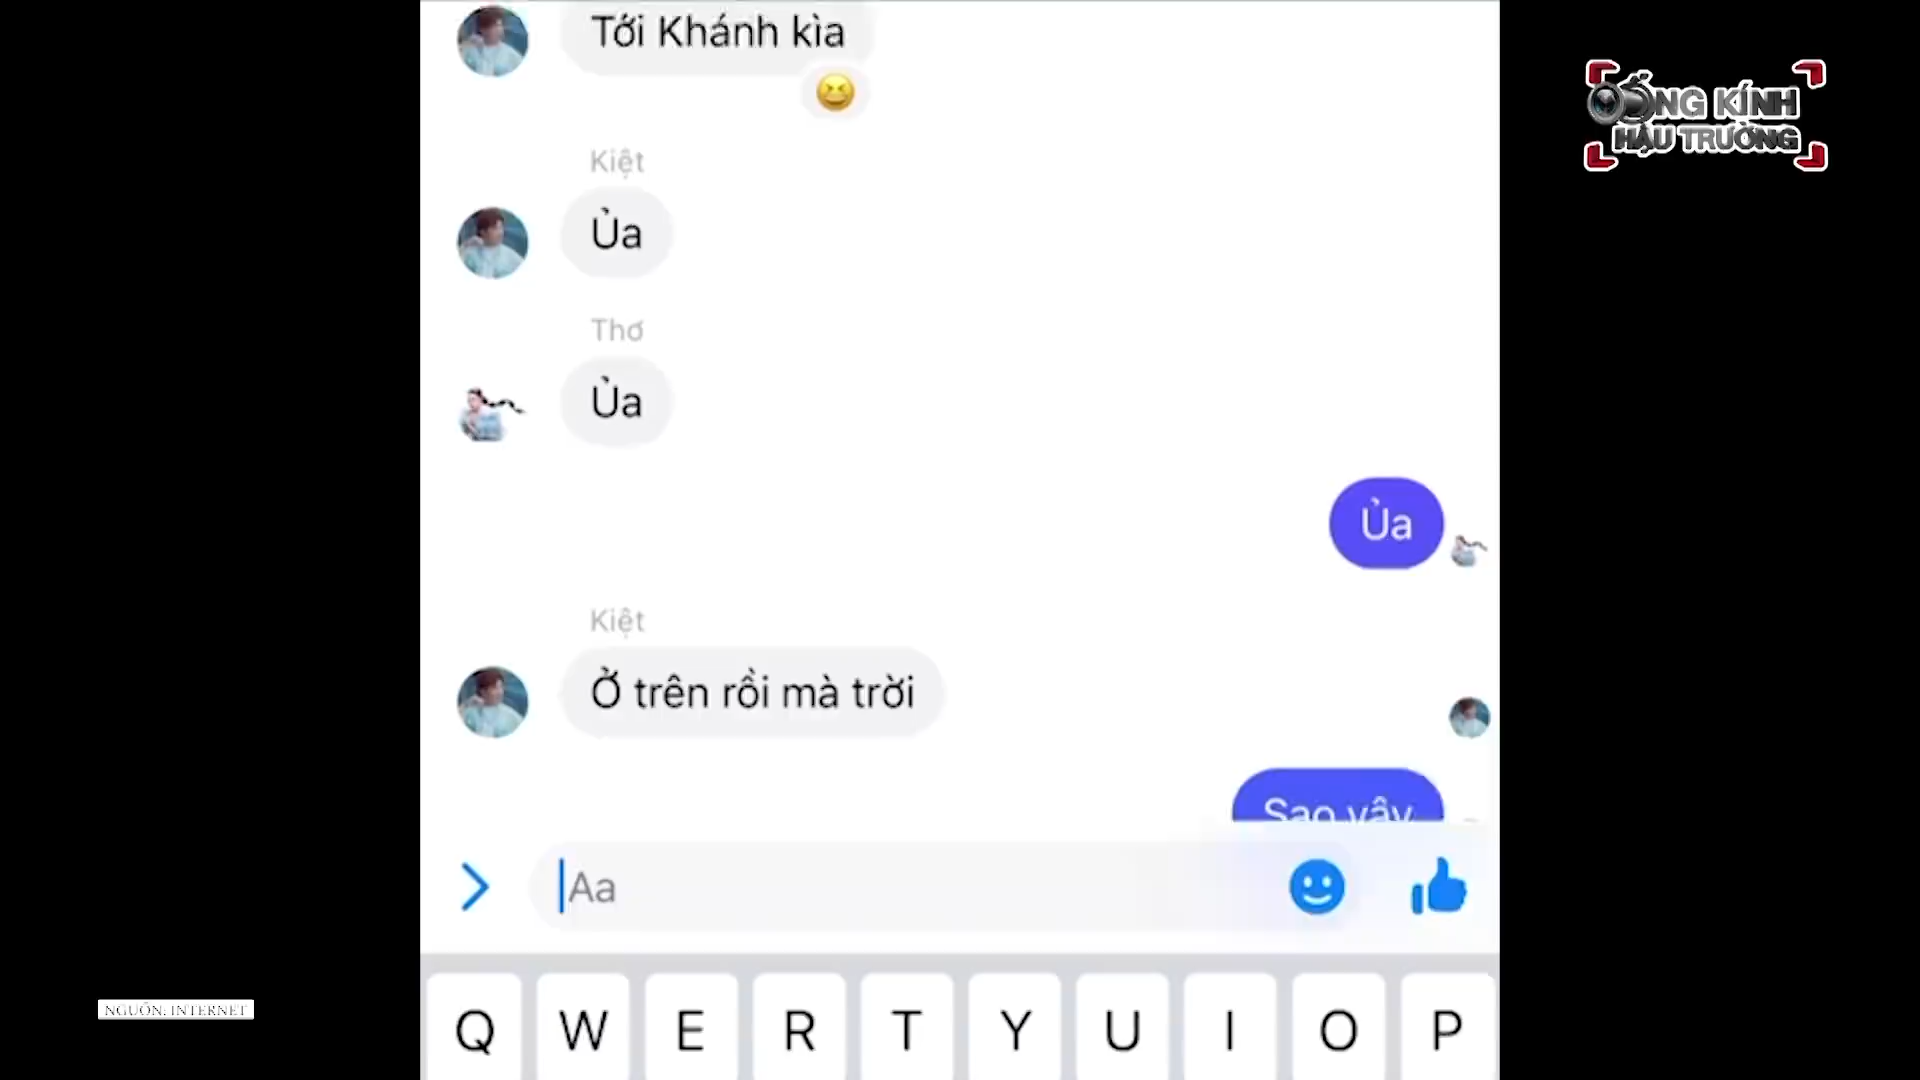 Tới Khánh kìa
ỐNG KÍNH
HẬU TRƯỜNG
Kiệt
Ủa
Thơ
Ủa
Ủa
Kiệt
Ở trên rồi mà trời
Sao vậy
Aa
NGUỒN: INTERNET
Q W E R T Y U I O P